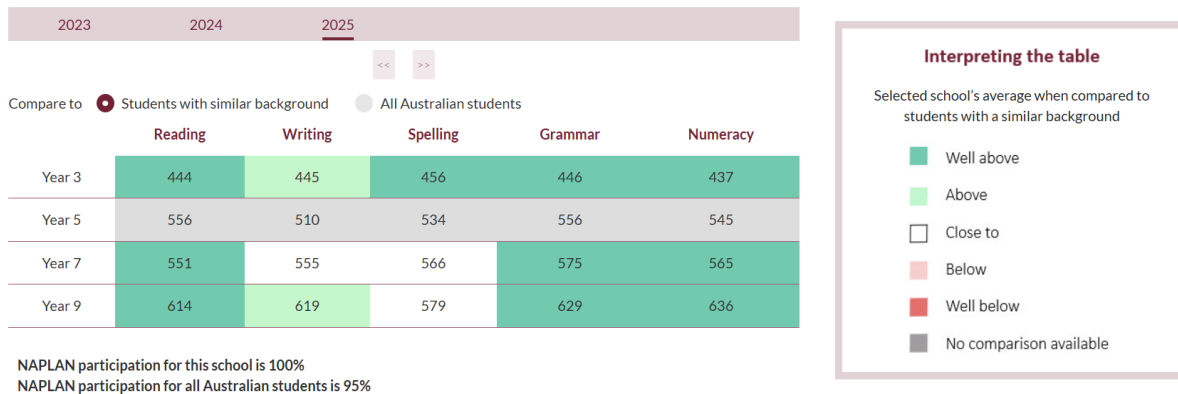 2023 2024 2025
<< >>
Compare to Students with similar background All Australian students
Reading Writing Spelling Grammar Numeracy
Year 3 444 445 456 446 437
Year 5 556 510 534 556 545
Year 7 551 555 566 575 565
Year 9 614 619 579 629 636
NAPLAN participation for this school is 100%
NAPLAN participation for all Australian students is 95%
Interpreting the table
Selected school’s average when compared to
students with a similar background
Well above
Above
Close to
Below
Well below
No comparison available